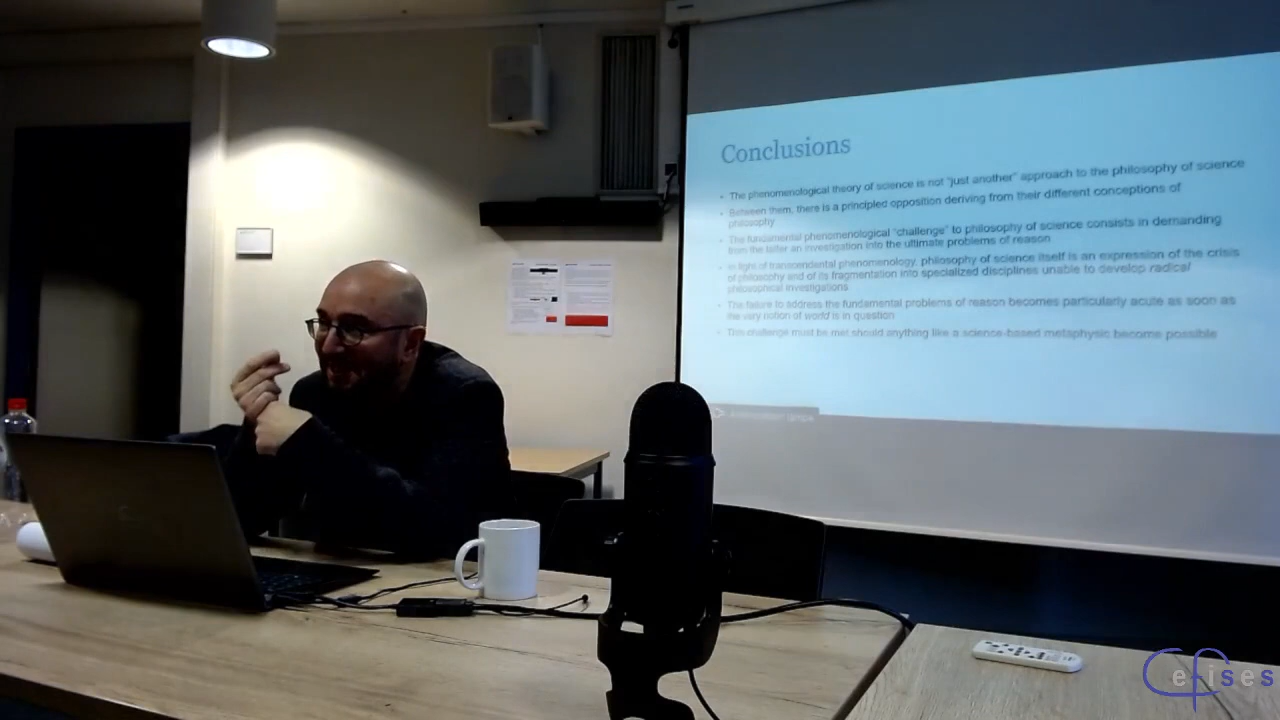 Conclusions
• The phenomenological theory of science is not "just another" approach to the philosophy of science
• Between them, there is a principled opposition deriving from their different conceptions of
philosophy
• The fundamental phenomenological "challenge" to philosophy of science consists in demanding
from the latter an investigation into the ultimate problems of reason
• In light of transcendental phenomenology, philosophy of science itself is an expression of the crisis
of philosophy and of its fragmentation into specialized disciplines unable to develop radical
philosophical investigations
• The failure to address the fundamental problems of reason becomes particularly acute as soon as
the very notion of world is in question
• This challenge must be met should anything like a science-based metaphysic become possible
Cefises